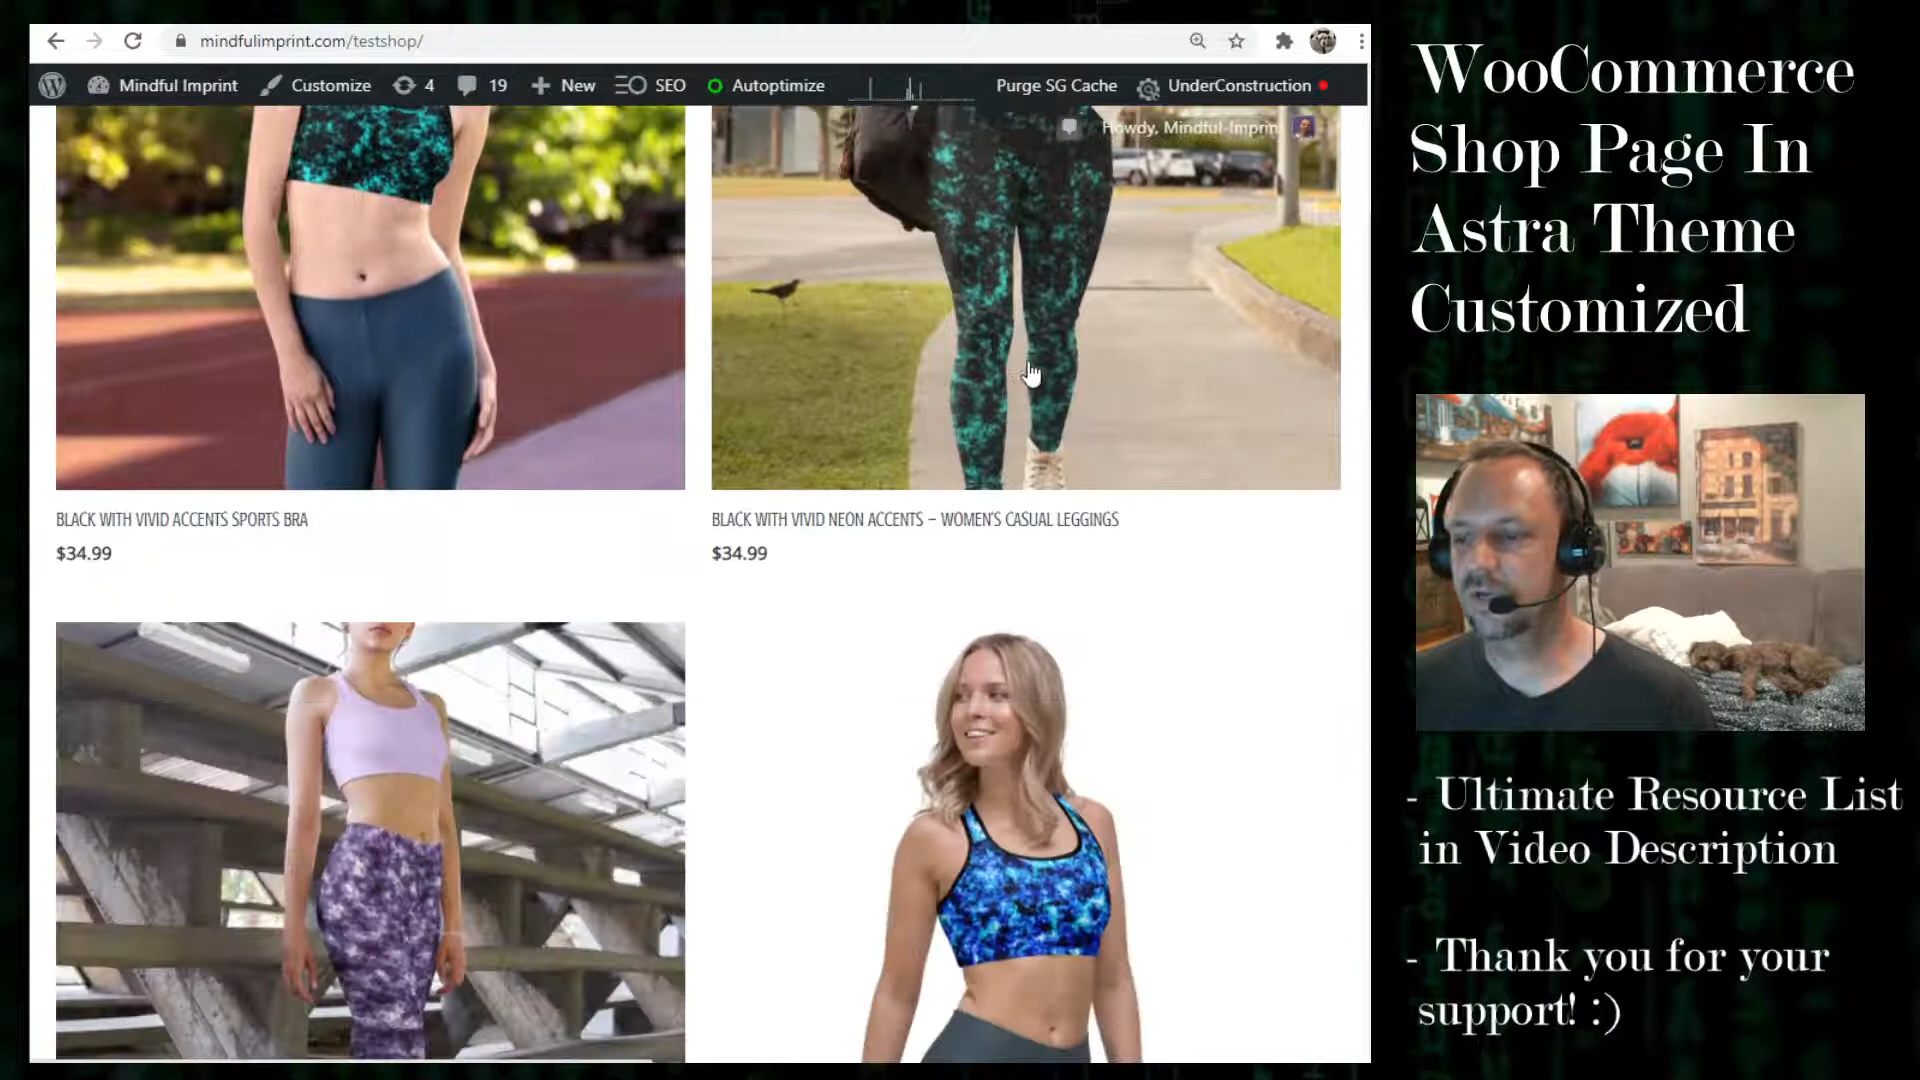 mindfulimprint.com/testshop/
Mindful Imprint Customize 4 19 New SEO Autoptimize Purge SG Cache UnderConstruction
Howdy, Mindful-Imprin
BLACK WITH VIVID ACCENTS SPORTS BRA
$34.99
BLACK WITH VIVID NEON ACCENTS – WOMEN'S CASUAL LEGGINGS
$34.99
WooCommerce
Shop Page In
Astra Theme
Customized
- Ultimate Resource List
in Video Description
- Thank you for your
support! :)